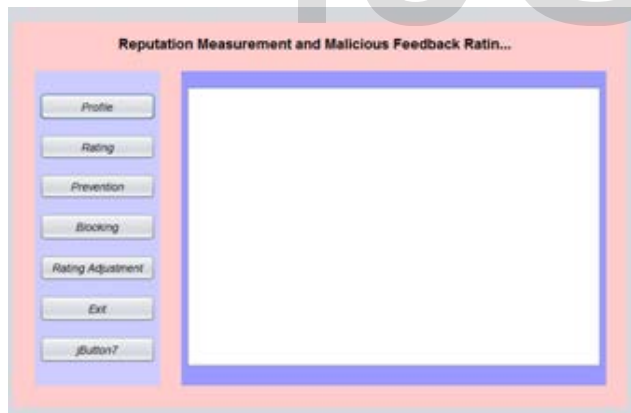 Reputation Measurement and Malicious Feedback Ratin...
Profile
Rating
Prevention
Blocking
Rating Adjustment
Exit
jButton7